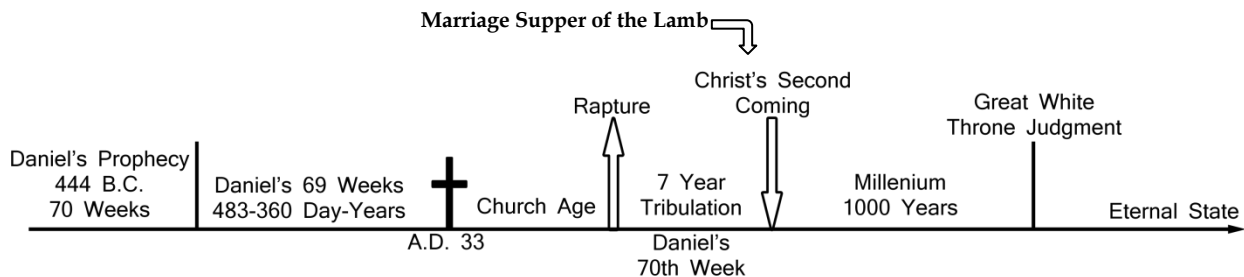 Marriage Supper of the Lamb
Christ's Second
Coming
Rapture
Great White
Throne Judgment
Daniel's Prophecy
444 B.C.
70 Weeks
Daniel's 69 Weeks
483-360 Day-Years
A.D. 33
Church Age
7 Year
Tribulation
Daniel's
70th Week
Millenium
1000 Years
Eternal State